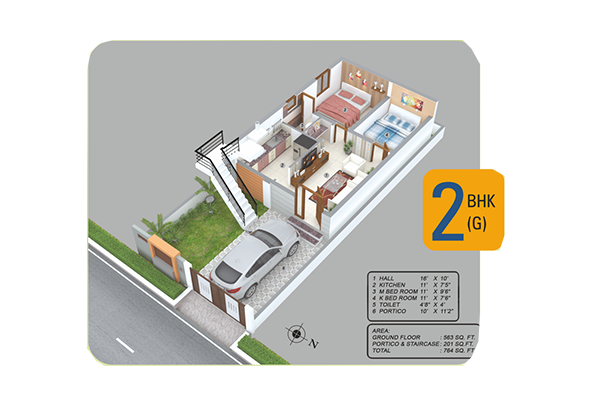 2 BHK
(G)
1 HALL 16' X 10'
2 KITCHEN 11' X 7'5"
3 M BED ROOM 11' X 9'6"
4 K BED ROOM 11' X 7'6"
5 TOILET 4'8" X 4'
6 PORTICO 10' X 11'2"
N
AREA:
GROUND FLOOR : 563 SQ. FT.
PORTICO & STAIRCASE : 201 SQ.FT.
TOTAL : 764 SQ. FT.